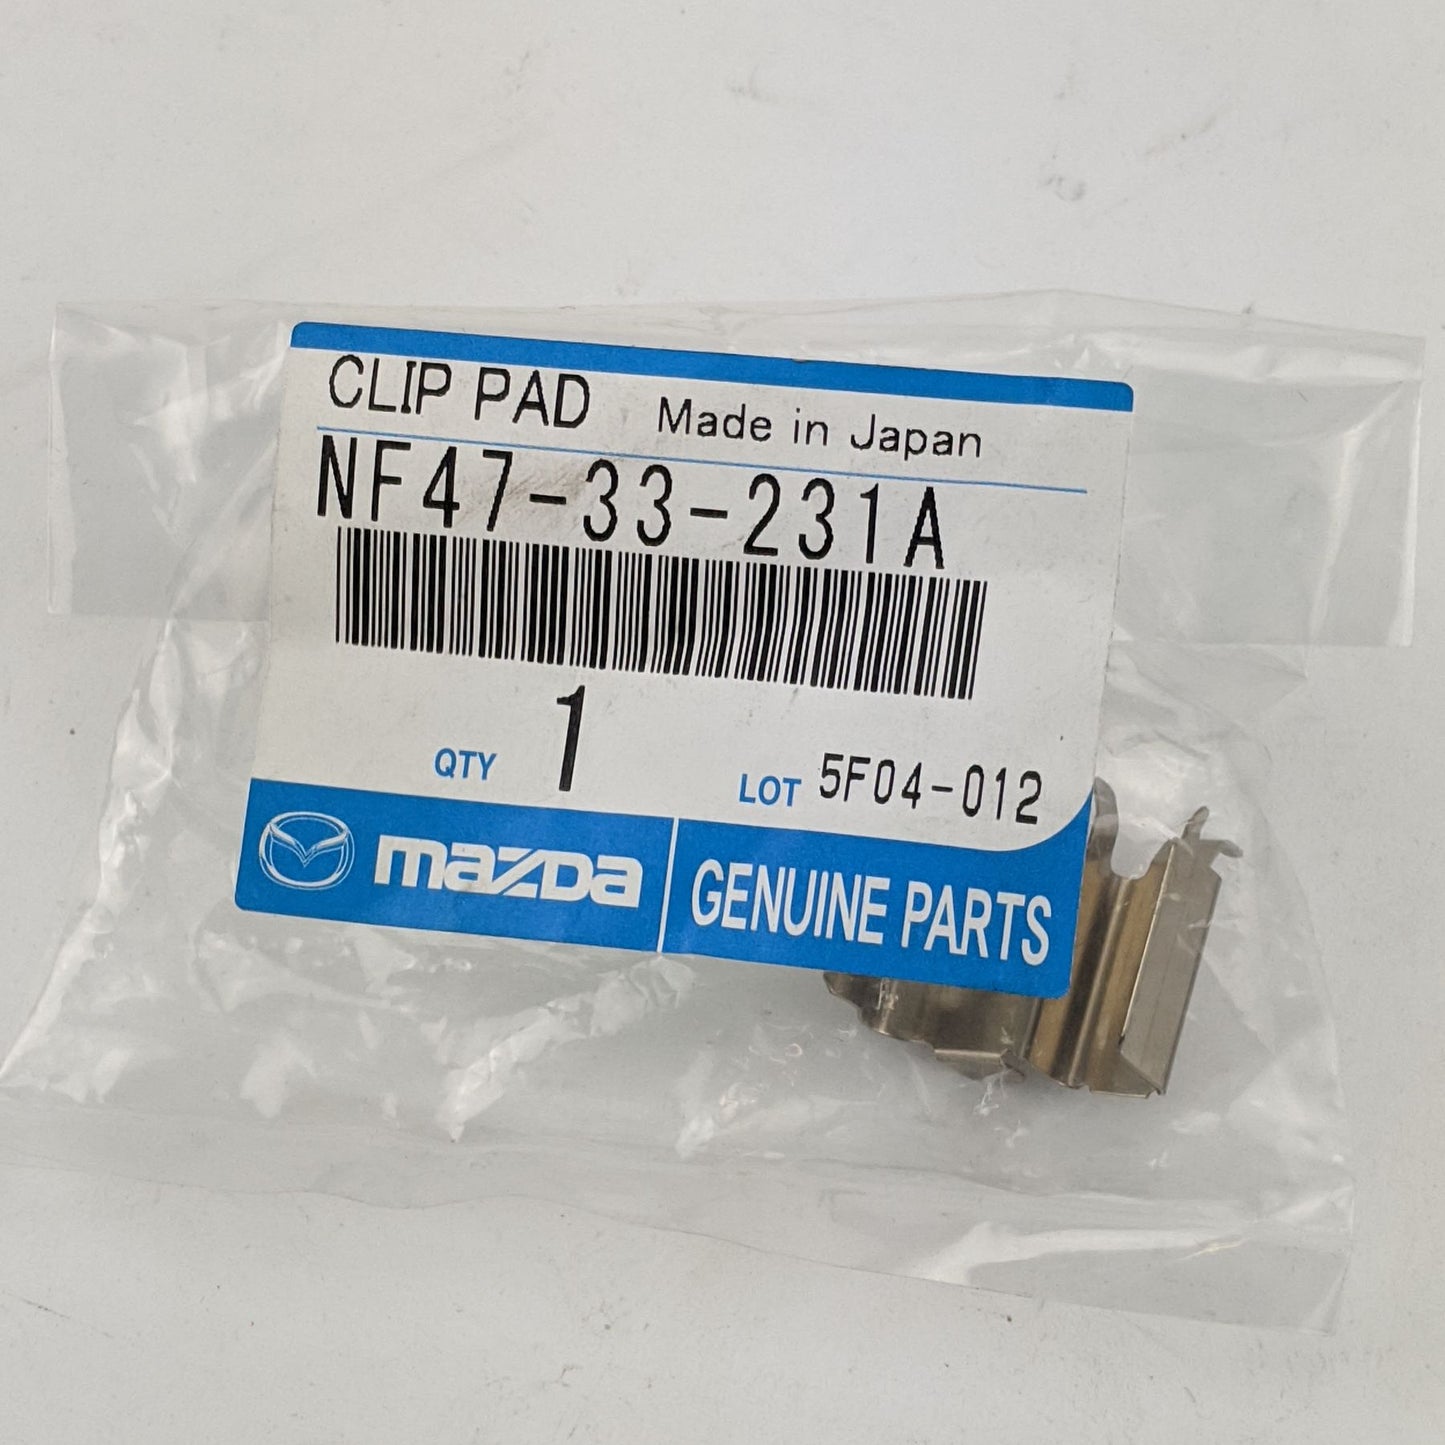 CLIP PAD Made in Japan
NF47-33-231A
QTY 1 LOT 5F04-012
mazda GENUINE PARTS